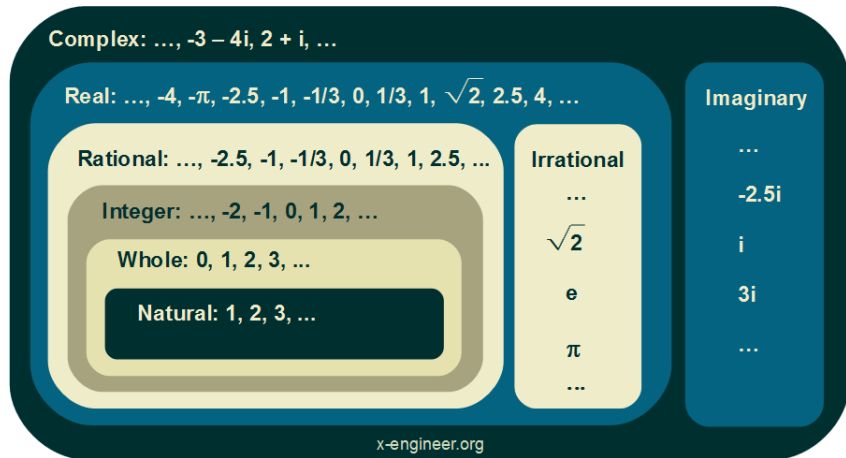 Complex: …, -3 – 4i, 2 + i, …
Real: …, -4, -π, -2.5, -1, -1/3, 0, 1/3, 1, √2, 2.5, 4, …
Rational: …, -2.5, -1, -1/3, 0, 1/3, 1, 2.5, ...
Integer: …, -2, -1, 0, 1, 2, …
Whole: 0, 1, 2, 3, ...
Natural: 1, 2, 3, …
Irrational
…
√2
e
π
...
Imaginary
…
-2.5i
i
3i
…
x-engineer.org